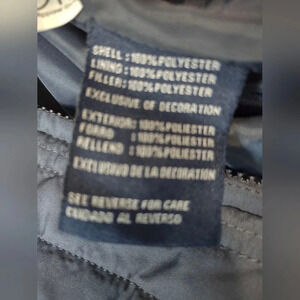 SHELL : 100% POLYESTER
LINING : 100% POLYESTER
FILLER : 100% POLYESTER
EXCLUSIVE OF DECORATION
EXTERIOR : 100% POLIESTER
FORRO : 100% POLIESTER
RELLENO : 100% POLIESTER
EXCLUSIVO DE LA DECORACION
SEE REVERSE FOR CARE
CUIDADO AL REVERSO